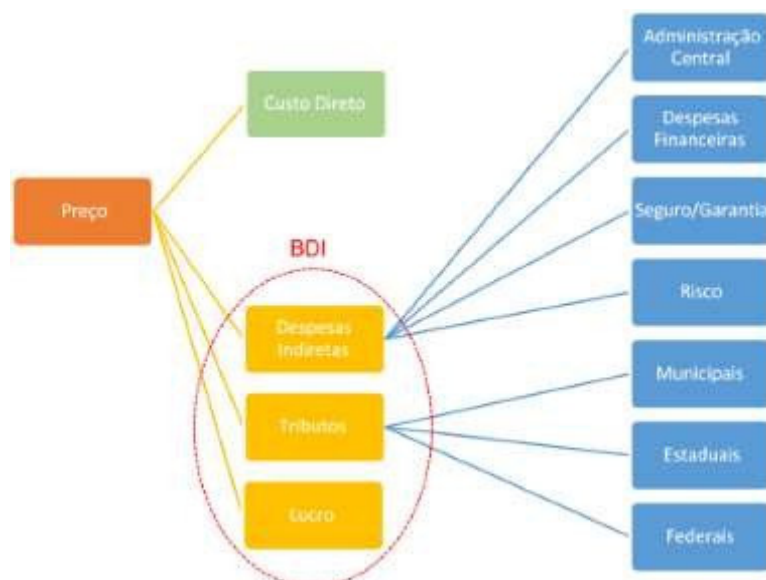 Administração
Central
Custo Direto
Despesas
Financeiras
Preço
Seguro/Garantia
BDI
Risco
Despesas
Indiretas
Municipais
Tributos
Estaduais
Lucro
Federais